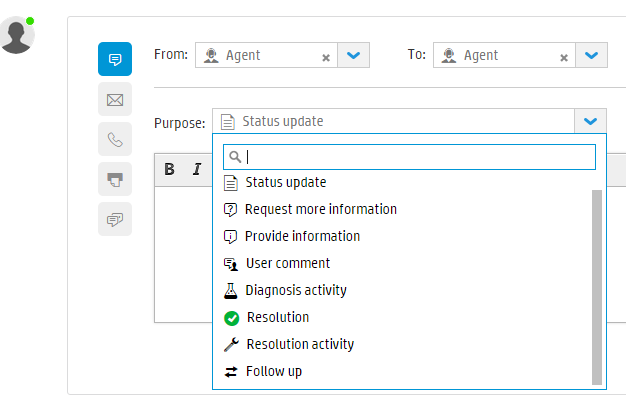 From: Agent To: Agent
Purpose: Status update
B I
Status update
Request more information
Provide information
User comment
Diagnosis activity
Resolution
Resolution activity
Follow up